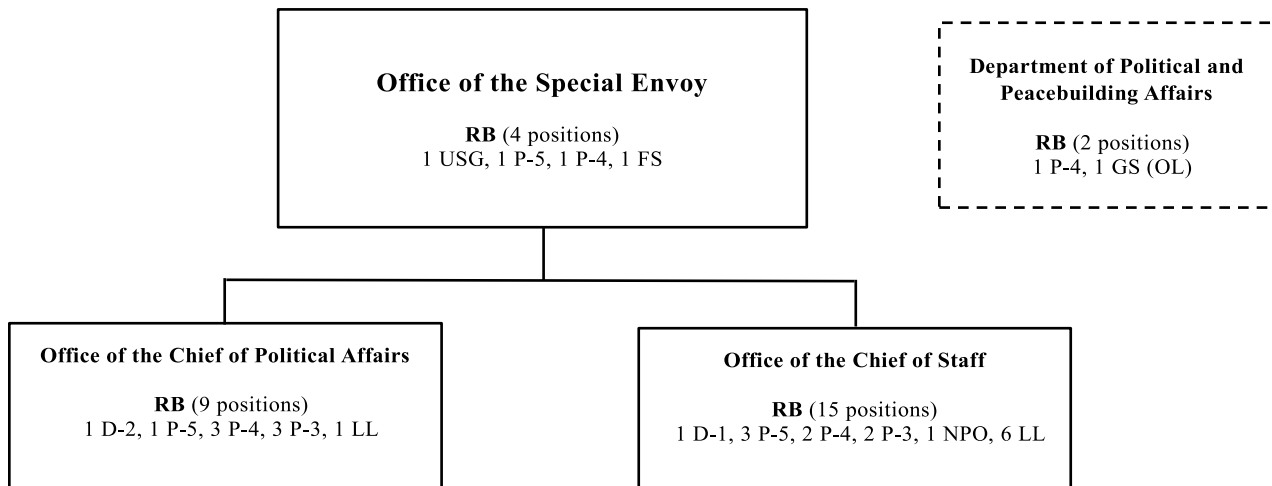 Office of the Special Envoy
RB (4 positions)
1 USG, 1 P-5, 1 P-4, 1 FS
Department of Political and
Peacebuilding Affairs
RB (2 positions)
1 P-4, 1 GS (OL)
Office of the Chief of Political Affairs
RB (9 positions)
1 D-2, 1 P-5, 3 P-4, 3 P-3, 1 LL
Office of the Chief of Staff
RB (15 positions)
1 D-1, 3 P-5, 2 P-4, 2 P-3, 1 NPO, 6 LL